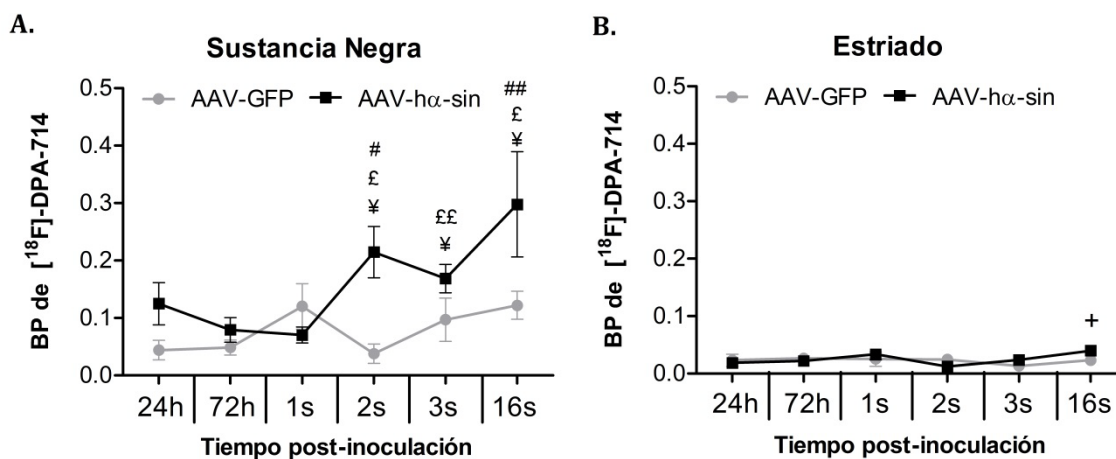 A.
Sustancia Negra
AAV-GFP AAV-hα-sin
BP de [¹⁸F]-DPA-714
0.5
0.4
0.3
0.2
0.1
0.0
#
£
¥
££
¥
##
£
¥
24h 72h 1s 2s 3s 16s
Tiempo post-inoculación
B.
Estriado
AAV-GFP AAV-hα-sin
BP de [¹⁸F]-DPA-714
0.5
0.4
0.3
0.2
0.1
0.0
+
24h 72h 1s 2s 3s 16s
Tiempo post-inoculación